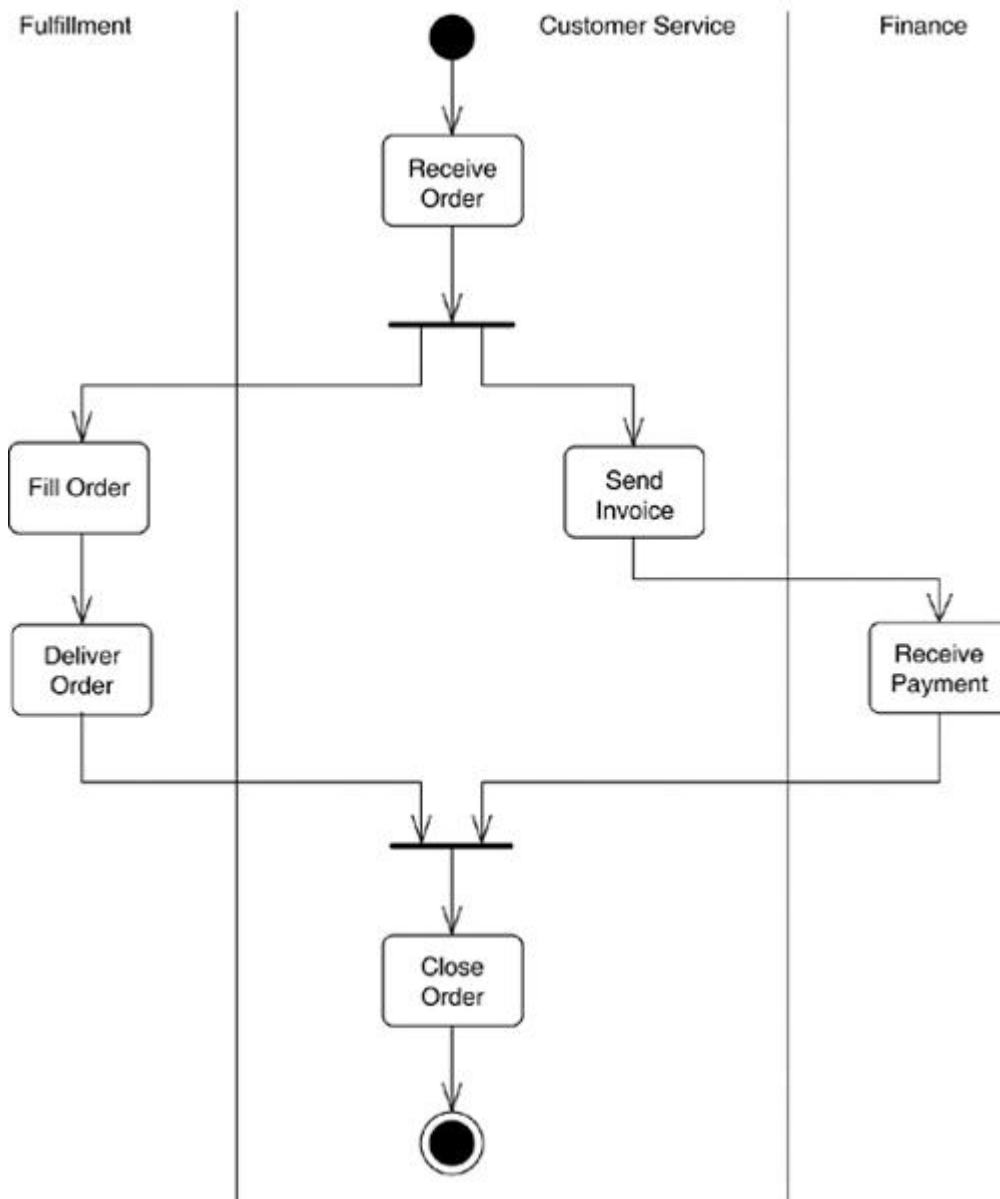 Fulfillment
Customer Service
Finance
Receive
Order
Fill Order
Send
Invoice
Deliver
Order
Receive
Payment
Close
Order